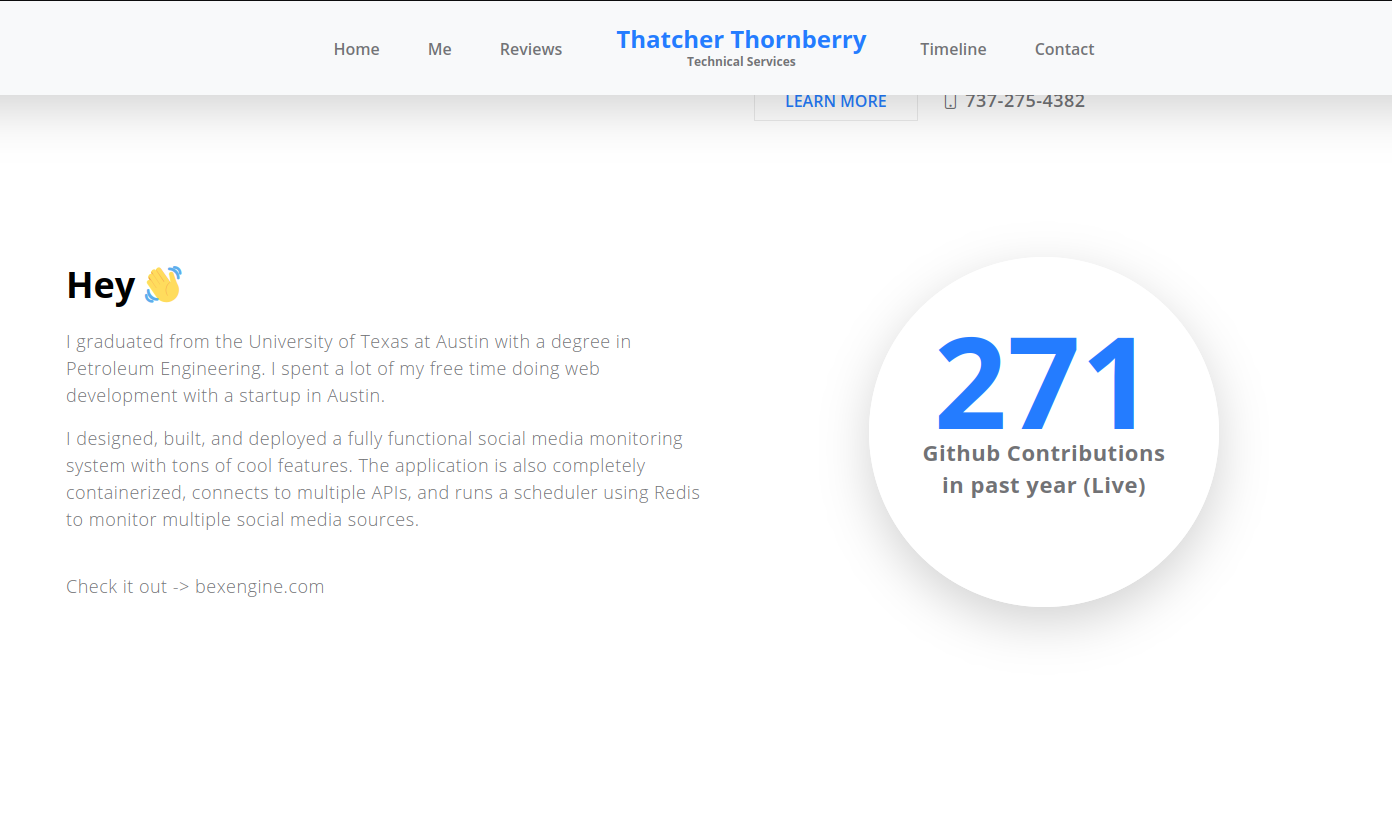 Home Me Reviews Thatcher Thornberry Timeline Contact
Technical Services
LEARN MORE 737-275-4382
Hey 👋
I graduated from the University of Texas at Austin with a degree in
Petroleum Engineering. I spent a lot of my free time doing web
development with a startup in Austin.
I designed, built, and deployed a fully functional social media monitoring
system with tons of cool features. The application is also completely
containerized, connects to multiple APIs, and runs a scheduler using Redis
to monitor multiple social media sources.
Check it out -> bexengine.com
271
Github Contributions
in past year (Live)